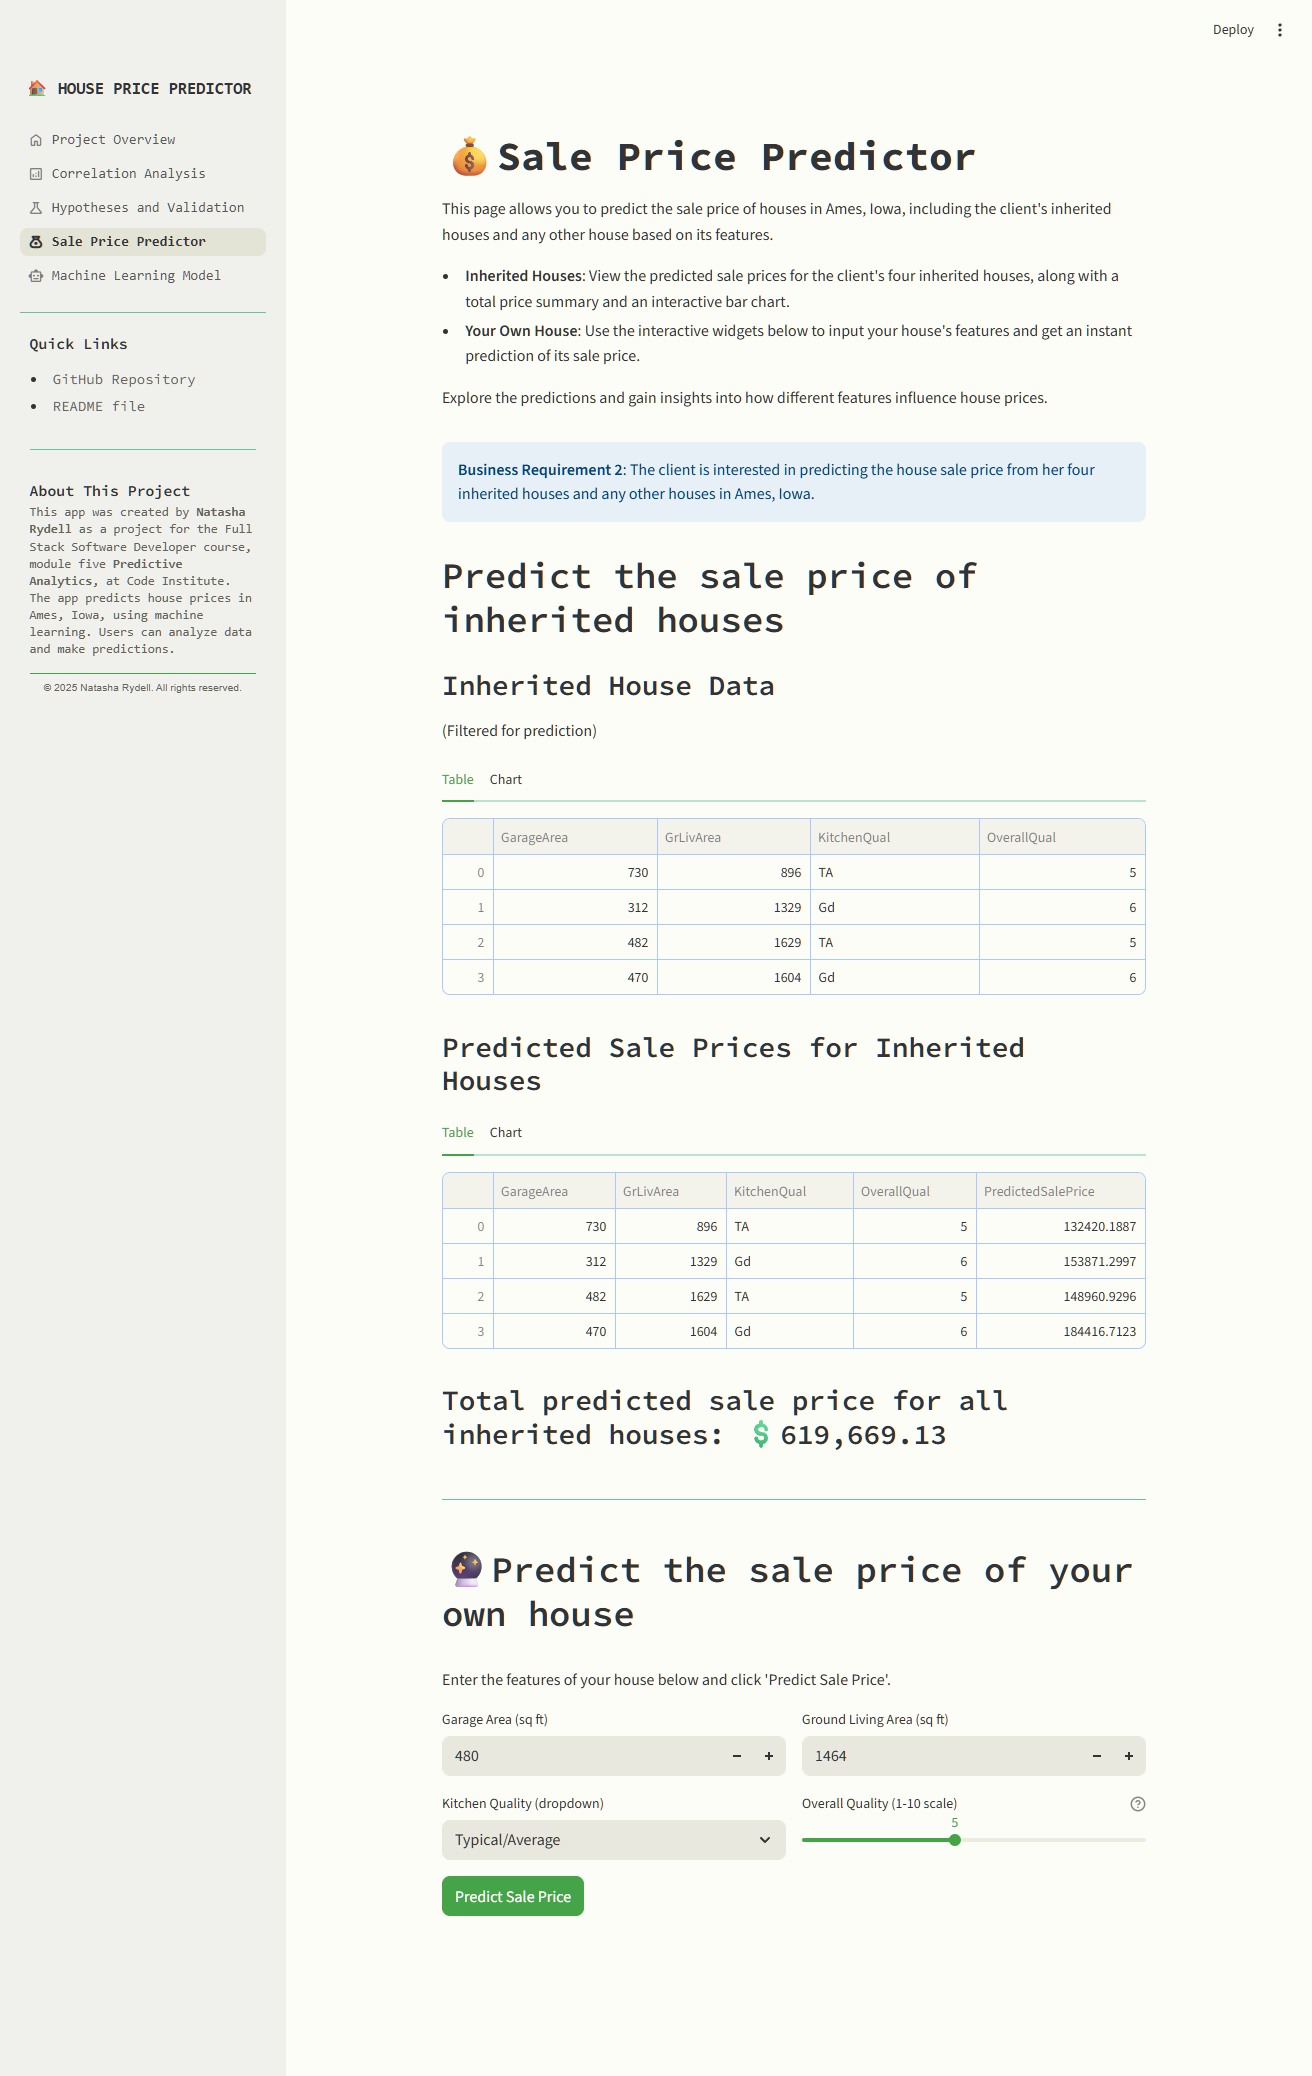 Deploy
HOUSE PRICE PREDICTOR
Project Overview
Correlation Analysis
Hypotheses and Validation
Sale Price Predictor
Machine Learning Model
Quick Links
• GitHub Repository
• README file
About This Project
This app was created by Natasha
Rydell as a project for the Full
Stack Software Developer course,
module five Predictive
Analytics, at Code Institute.
The app predicts house prices in
Ames, Iowa, using machine
learning. Users can analyze data
and make predictions.
© 2025 Natasha Rydell. All rights reserved.
Sale Price Predictor
This page allows you to predict the sale price of houses in Ames, Iowa, including the client's inherited
houses and any other house based on its features.
• Inherited Houses: View the predicted sale prices for the client's four inherited houses, along with a
total price summary and an interactive bar chart.
• Your Own House: Use the interactive widgets below to input your house's features and get an instant
prediction of its sale price.
Explore the predictions and gain insights into how different features influence house prices.
Business Requirement 2: The client is interested in predicting the house sale price from her four
inherited houses and any other houses in Ames, Iowa.
Predict the sale price of
inherited houses
Inherited House Data
(Filtered for prediction)
Table Chart
GarageArea GrLivArea KitchenQual OverallQual
0 730 896 TA 5
1 312 1329 Gd 6
2 482 1629 TA 5
3 470 1604 Gd 6
Predicted Sale Prices for Inherited
Houses
Table Chart
GarageArea GrLivArea KitchenQual OverallQual PredictedSalePrice
0 730 896 TA 5 132420.1887
1 312 1329 Gd 6 153871.2997
2 482 1629 TA 5 148960.9296
3 470 1604 Gd 6 184416.7123
Total predicted sale price for all
inherited houses: 💲619,669.13
Predict the sale price of your
own house
Enter the features of your house below and click 'Predict Sale Price'.
Garage Area (sq ft) Ground Living Area (sq ft)
480 − + 1464 − +
Kitchen Quality (dropdown) Overall Quality (1-10 scale)
5
Typical/Average
Predict Sale Price